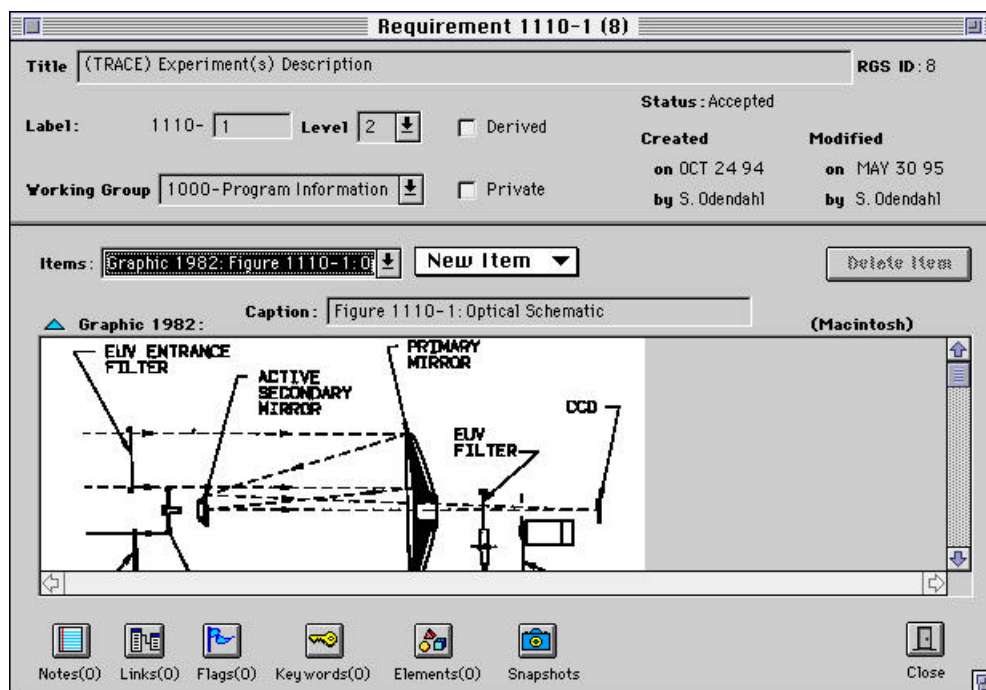 Requirement 1110-1 (8)
Title (TRACE) Experiment(s) Description RGS ID: 8
Status: Accepted
Label: 1110- 1 Level 2 Derived
Created Modified
on OCT 24 94 on MAY 30 95
Working Group 1000-Program Information Private
by S. Odendahl by S. Odendahl
Items: Graphic 1982: Figure 1110-1: O New Item Delete Item
Caption: Figure 1110-1: Optical Schematic
Graphic 1982: (Macintosh)
EUV ENTRANCE
FILTER
PRIMARY
MIRROR
ACTIVE
SECONDARY
MIRROR
CCD
EUV
FILTER
Notes(0) Links(0) Flags(0) Keywords(0) Elements(0) Snapshots Close